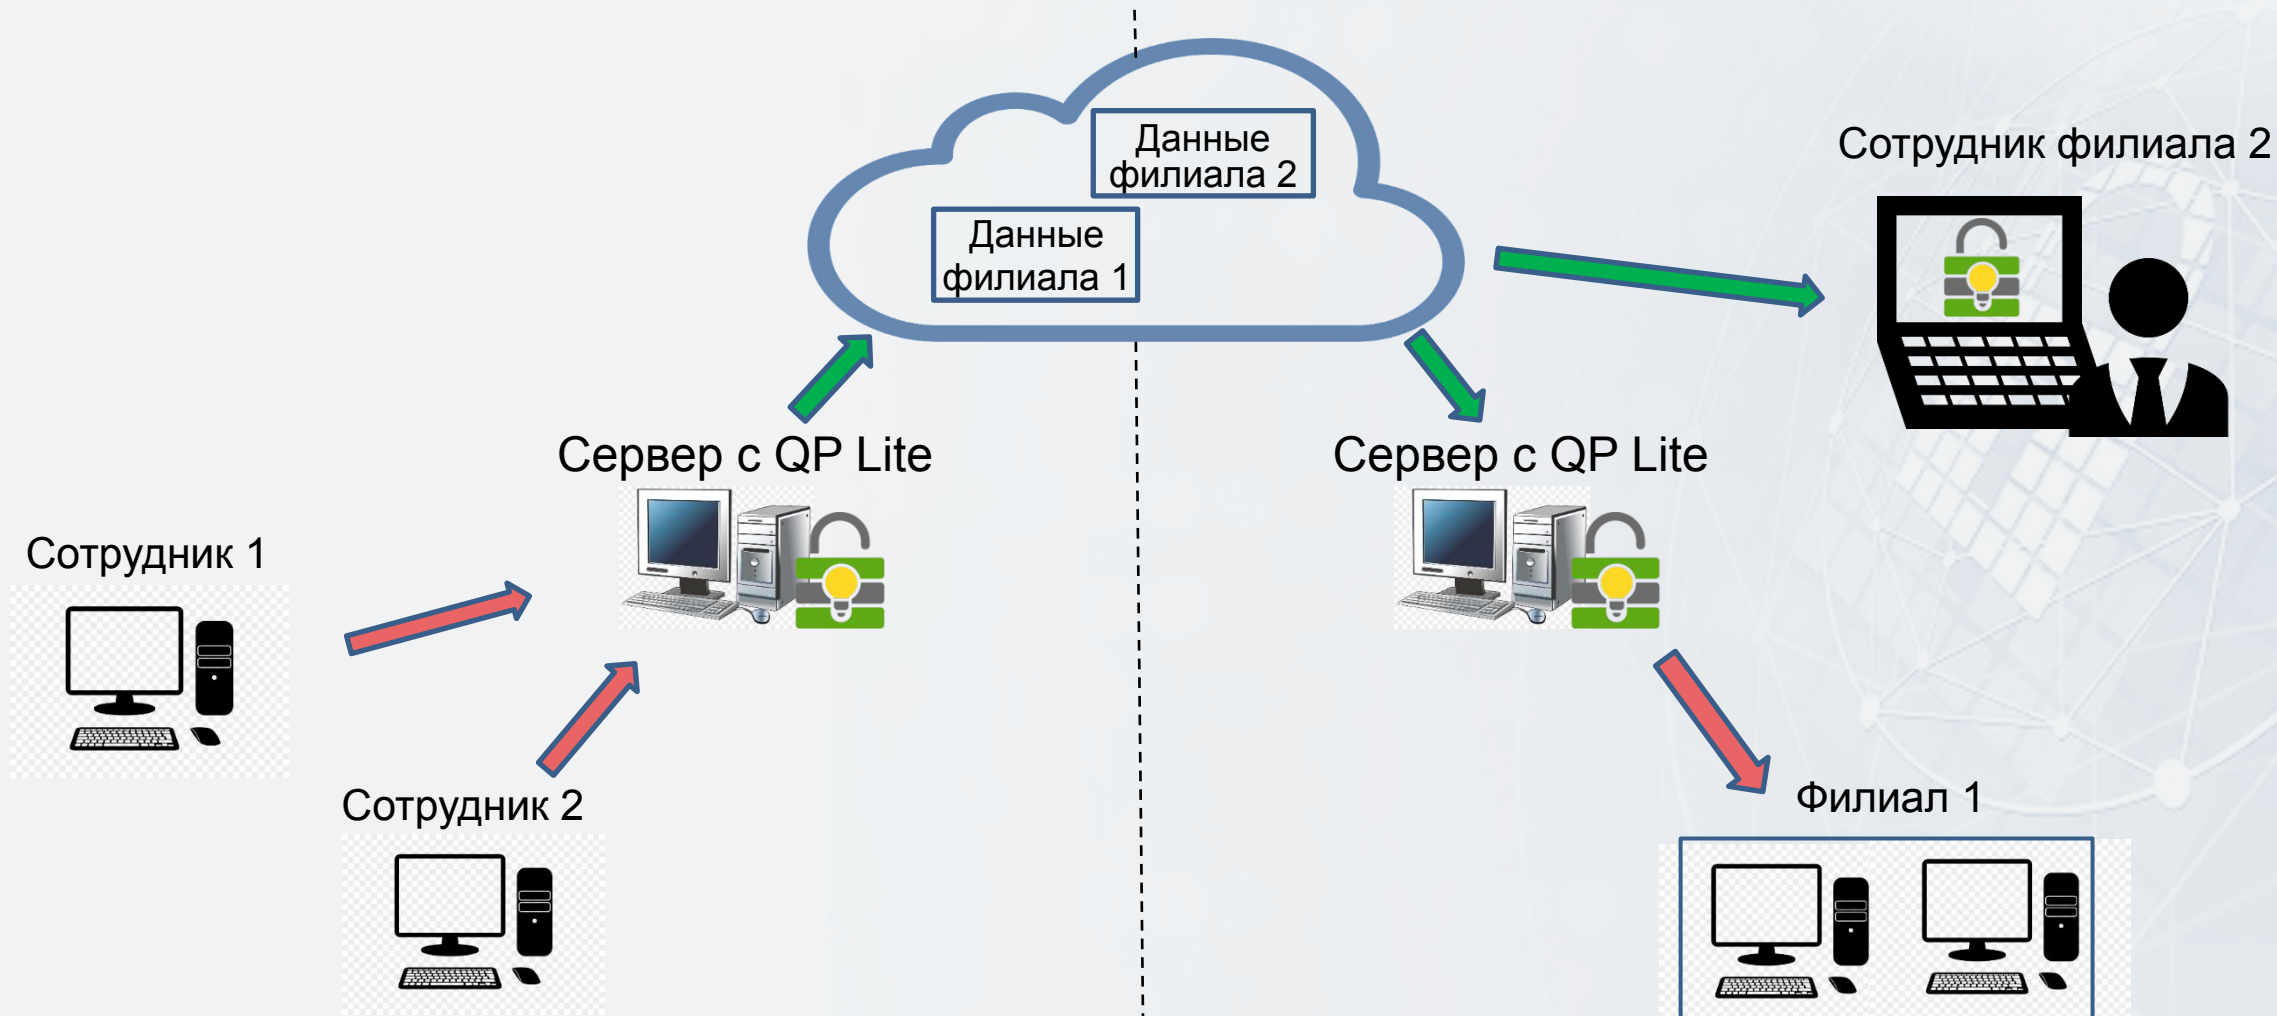 Данные
филиала 2
Сотрудник филиала 2
Данные
филиала 1
Сервер с QP Lite
Сервер с QP Lite
Сотрудник 1
Сотрудник 2
Филиал 1